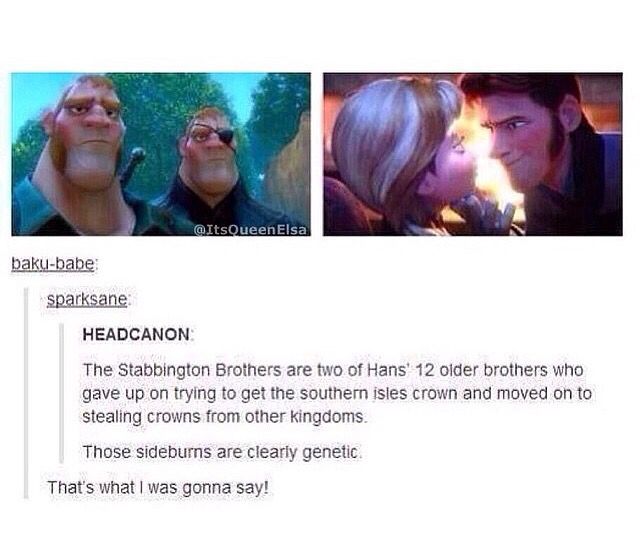 @ItsQueenElsa
baku-babe:
sparksane:
HEADCANON:
The Stabbington Brothers are two of Hans' 12 older brothers who
gave up on trying to get the southern isles crown and moved on to
stealing crowns from other kingdoms.
Those sideburns are clearly genetic.
That's what I was gonna say!